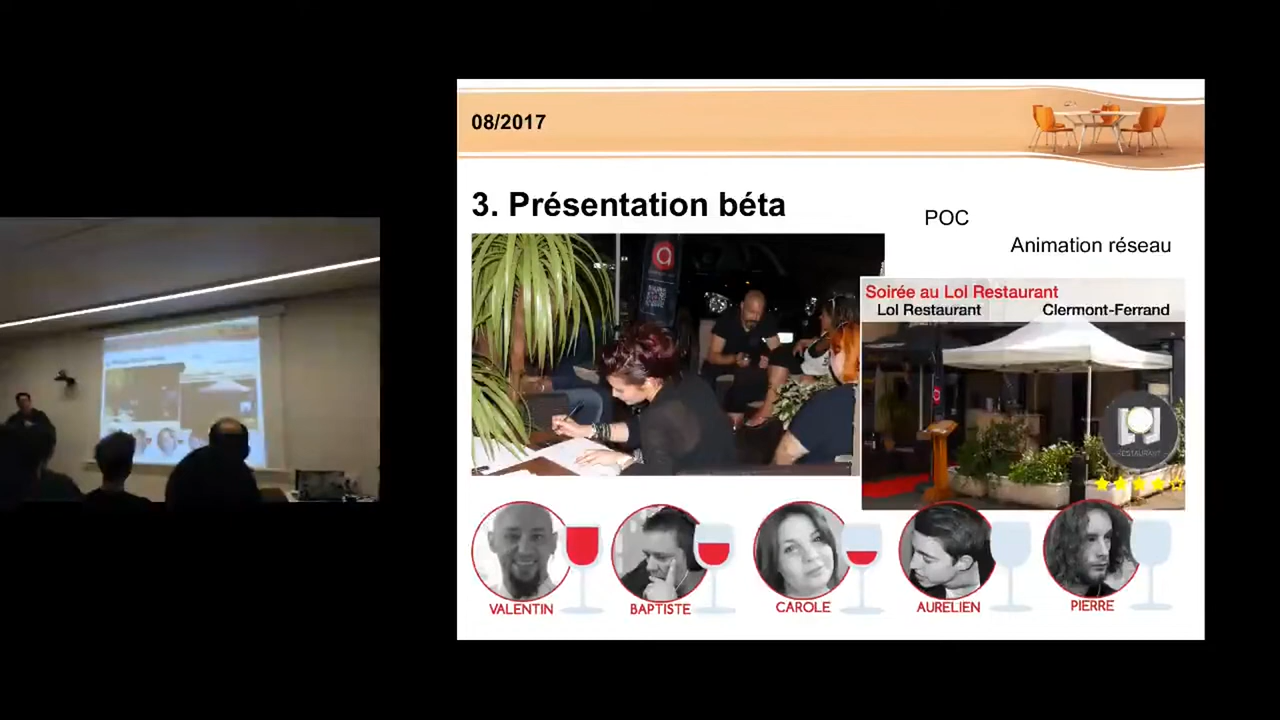 08/2017
3. Présentation béta
POC
Animation réseau
Soirée au Lol Restaurant
Lol Restaurant
Clermont-Ferrand
RESTAURANT
VALENTIN
BAPTISTE
CAROLE
AURELIEN
PIERRE